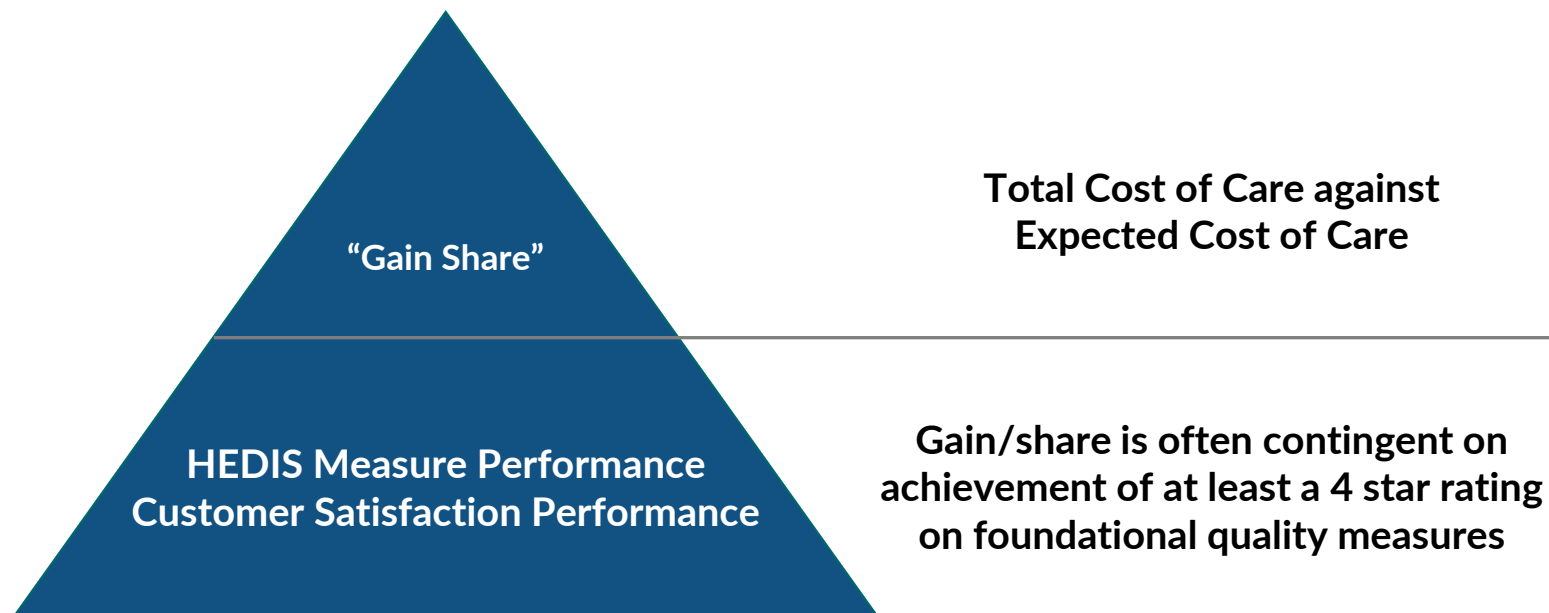 “Gain Share”
Total Cost of Care against
Expected Cost of Care
HEDIS Measure Performance
Customer Satisfaction Performance
Gain/share is often contingent on
achievement of at least a 4 star rating
on foundational quality measures